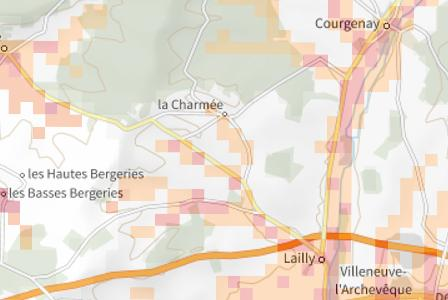 Courgenay
la Charmée
les Hautes Bergeries
les Basses Bergeries
Lailly
Villeneuve-
l'Archevêque